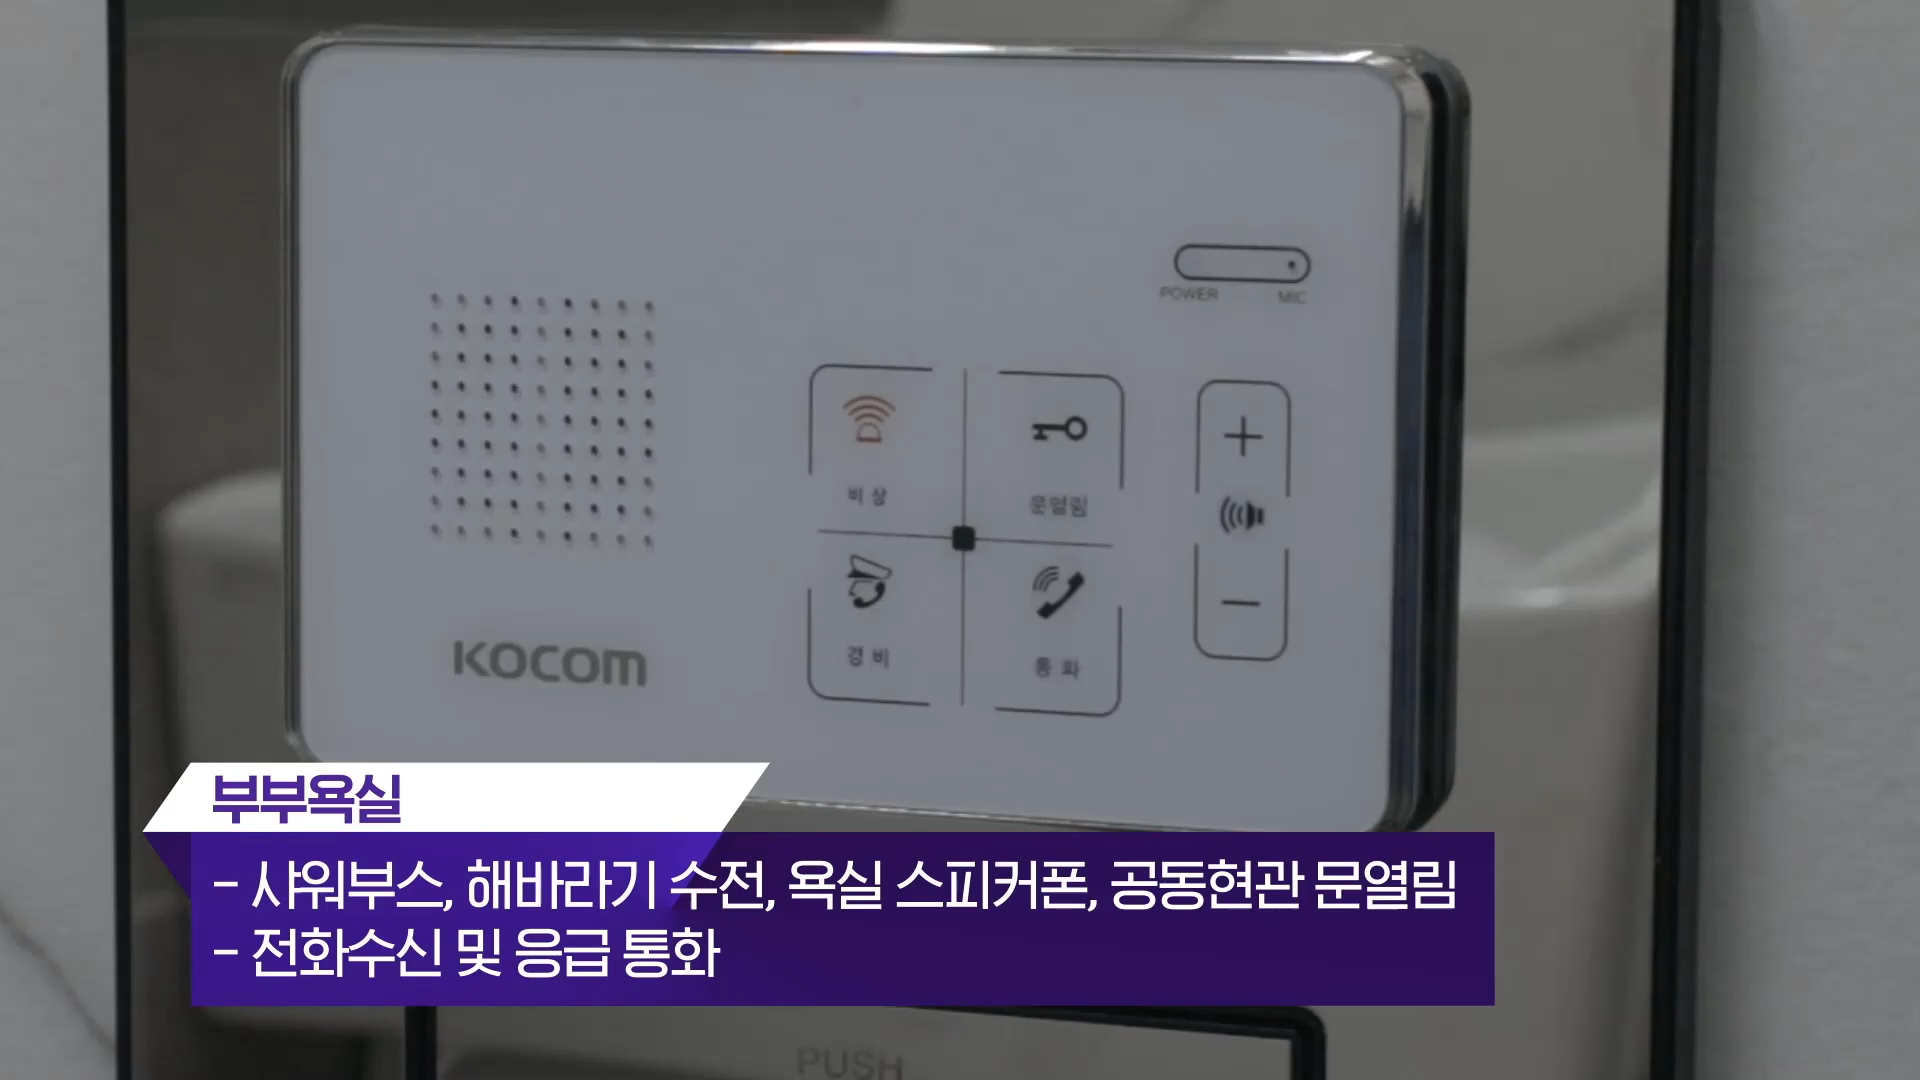 POWER MIC
비상 문열림
경비 통화
KOCOM
부부욕실
- 샤워부스, 해바라기 수전, 욕실 스피커폰, 공동현관 문열림
- 전화수신 및 응급 통화
PUSH